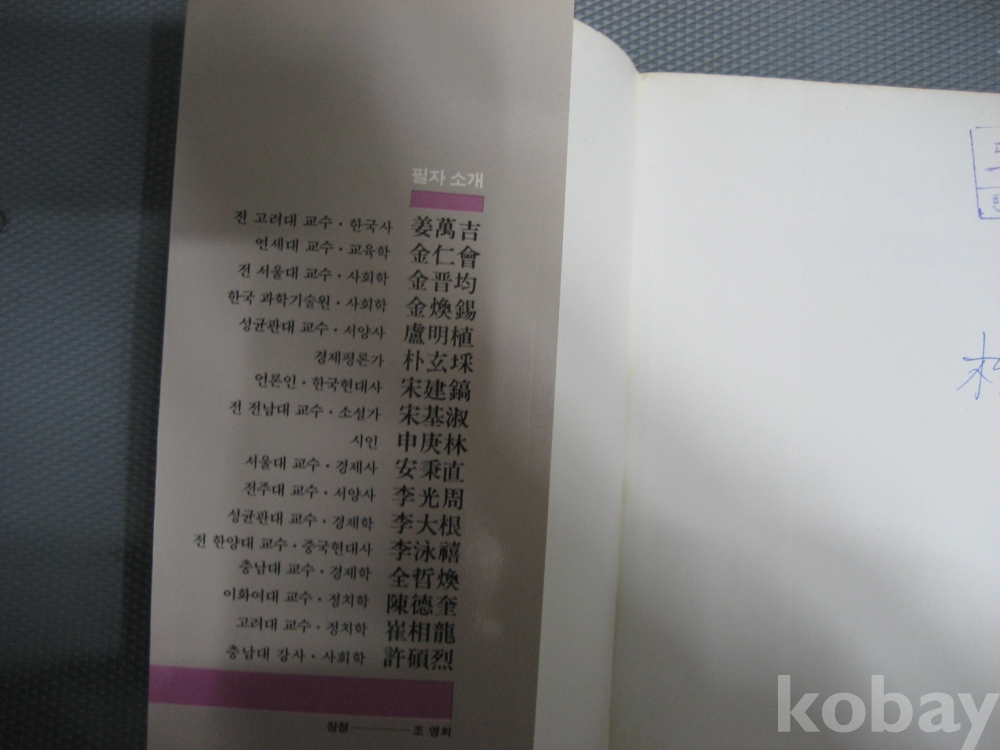 필자 소개
전 고려대 교수 · 한국사 姜萬吉
연세대 교수 · 교육학 金仁會
전 서울대 교수 · 사회학 金晋均
한국 과학기술원 · 사회학 金煥錫
성균관대 교수 · 서양사 盧明植
경제평론가 朴玄埰
언론인 · 한국현대사 宋建鎬
전 전남대 교수 · 소설가 宋基淑
시인 申庚林
서울대 교수 · 경제사 安秉直
전주대 교수 · 서양사 李光周
성균관대 교수 · 경제학 李大根
전 한양대 교수 · 중국현대사 李泳禧
충남대 교수 · 경제학 全哲煥
이화여대 교수 · 정치학 陳德奎
고려대 교수 · 정치학 崔相龍
충남대 강사 · 사회학 許碩烈
장정 조영희
kobay